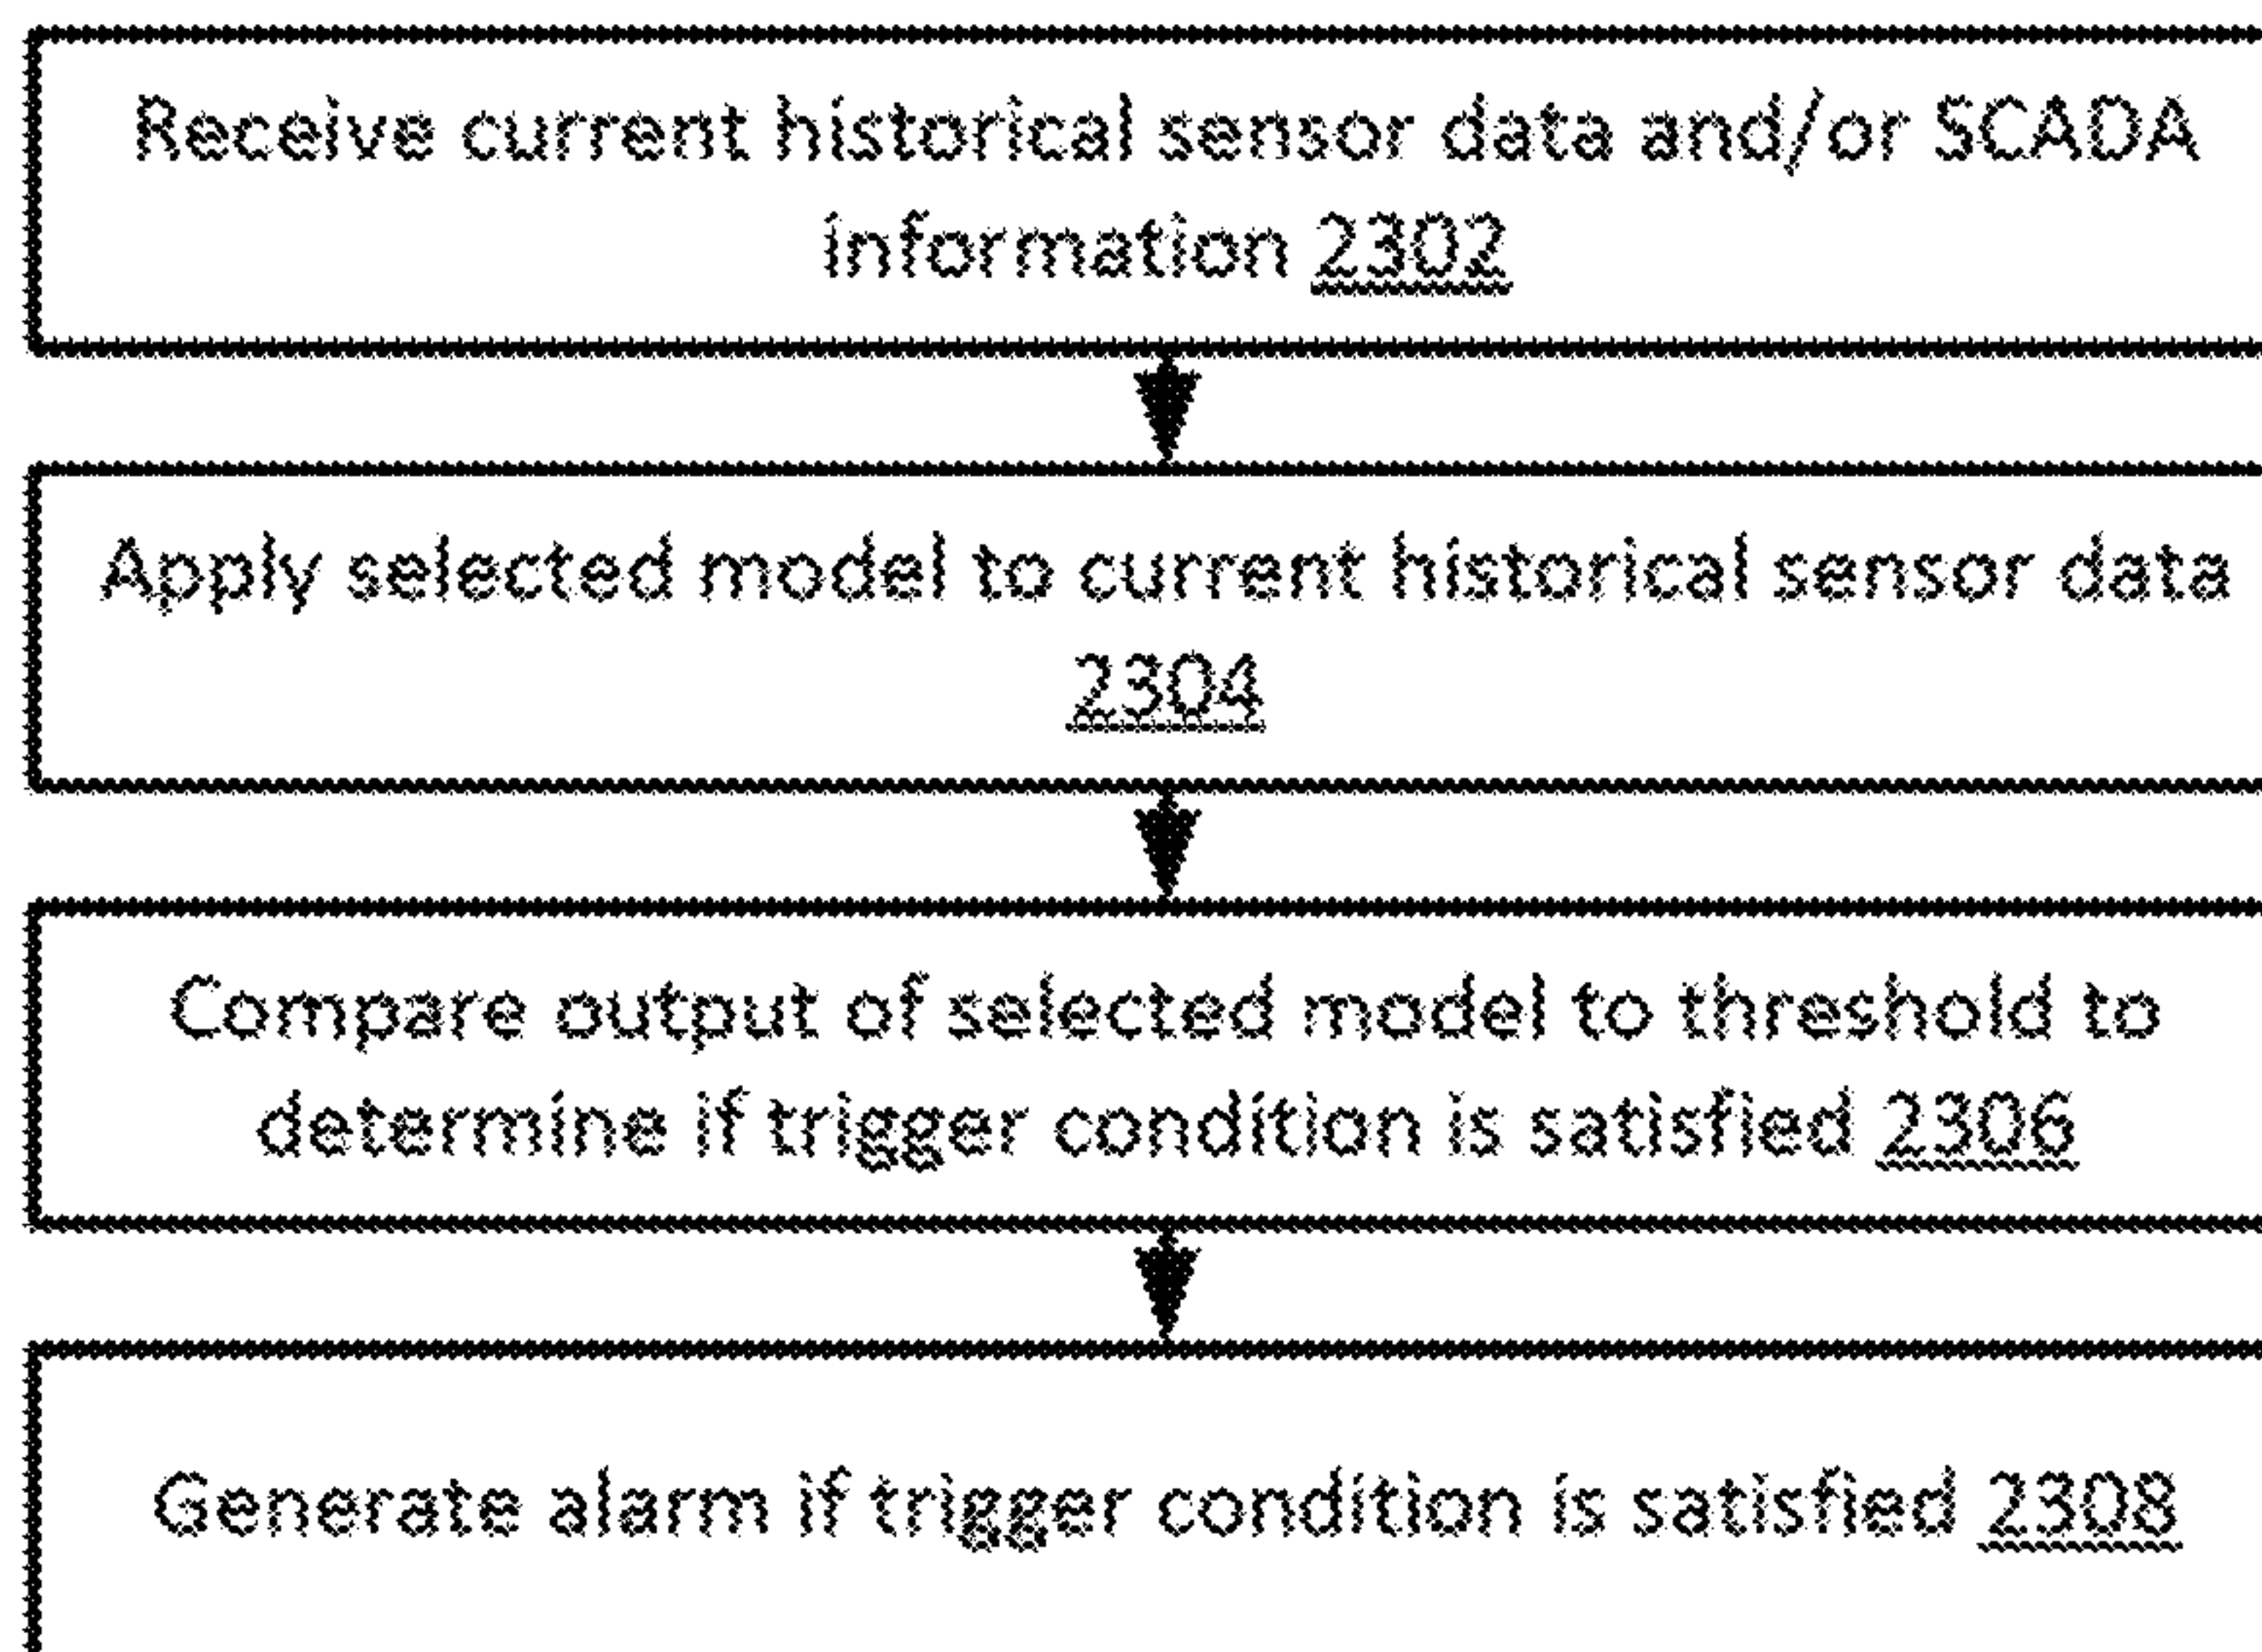 Receive current historical sensor data and/or SCADA
information 2302
Apply selected model to current historical sensor data
2304
Compare output of selected model to threshold to
determine if trigger condition is satisfied 2306
Generate alarm if trigger condition is satisfied 2308